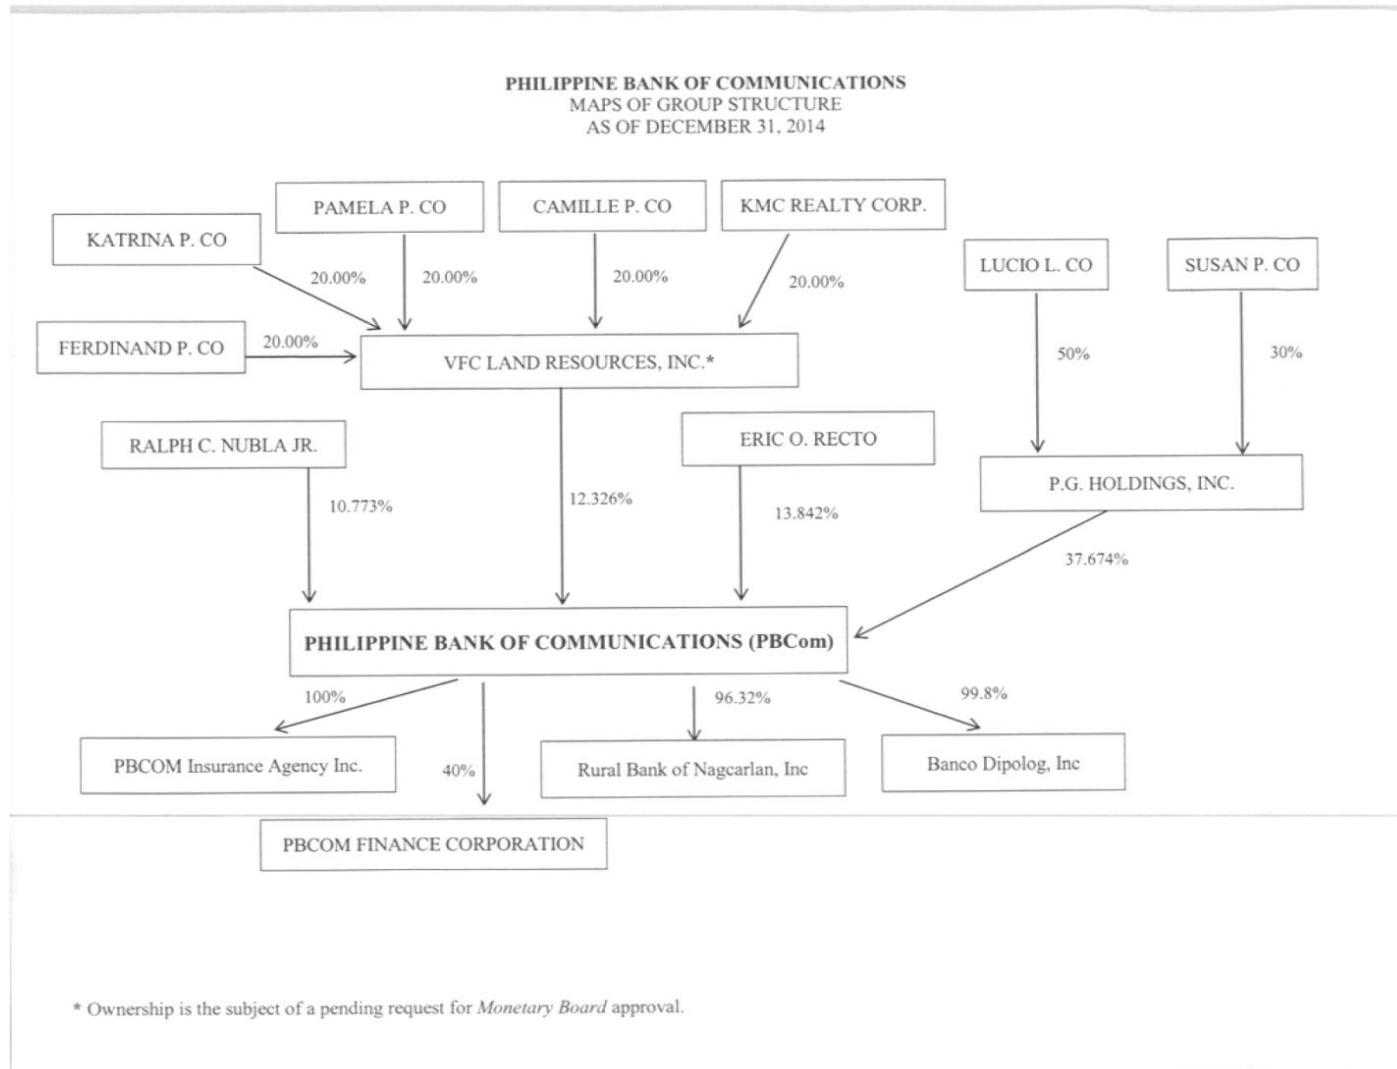 PHILIPPINE BANK OF COMMUNICATIONS
MAPS OF GROUP STRUCTURE
AS OF DECEMBER 31, 2014
KATRINA P. CO
PAMELA P. CO
CAMILLE P. CO
KMC REALTY CORP.
LUCIO L. CO
SUSAN P. CO
20.00%
20.00%
20.00%
20.00%
FERDINAND P. CO
20.00%
VFC LAND RESOURCES, INC.*
50%
30%
RALPH C. NUBLA JR.
ERIC O. RECTO
P.G. HOLDINGS, INC.
10.773%
12.326%
13.842%
37.674%
PHILIPPINE BANK OF COMMUNICATIONS (PBCom)
100%
96.32%
99.8%
PBCOM Insurance Agency Inc.
40%
Rural Bank of Nagcarlan, Inc
Banco Dipolog, Inc
PBCOM FINANCE CORPORATION
* Ownership is the subject of a pending request for Monetary Board approval.